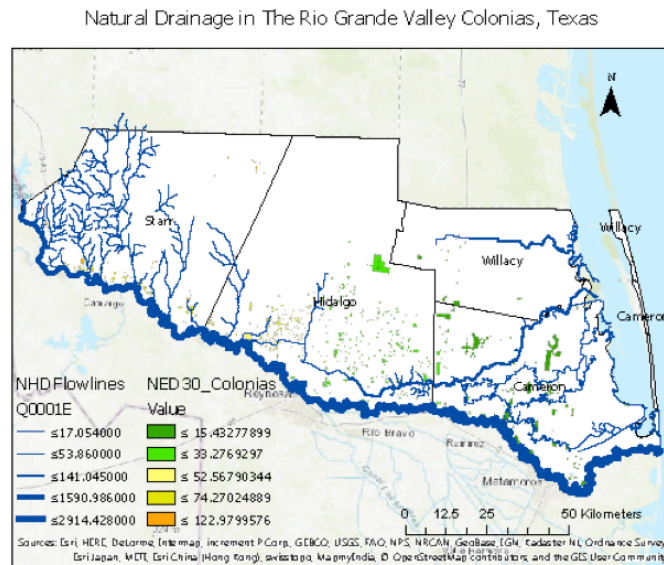 Natural Drainage in The Rio Grande Valley Colonias, Texas
N
Starr
Willacy
Willacy
Cameron
Hidalgo
Camargo
Cameron
NHD Flowlines
Q0001E
≤17.054000
≤53.860000
≤141.045000
≤1590.986000
≤2914.428000
NED 30_Colonias
Value
≤ 15.43277899
≤ 33.2769297
≤ 52.56790344
≤ 74.27024889
≤ 122.9799576
Reynosa
Rio Bravo
Ramirez
Matamoros
0 12.5 25 50 Kilometers
Sources: Esri, HERE, DeLorme, Intermap, increment P Corp., GEBCO, USGS, FAO, NPS, NRCAN, GeoBase, IGN, Kadaster NL, Ordnance Survey,
Esri Japan, METI, Esri China (Hong Kong), swisstopo, MapmyIndia, © OpenStreetMap contributors, and the GIS User Communit